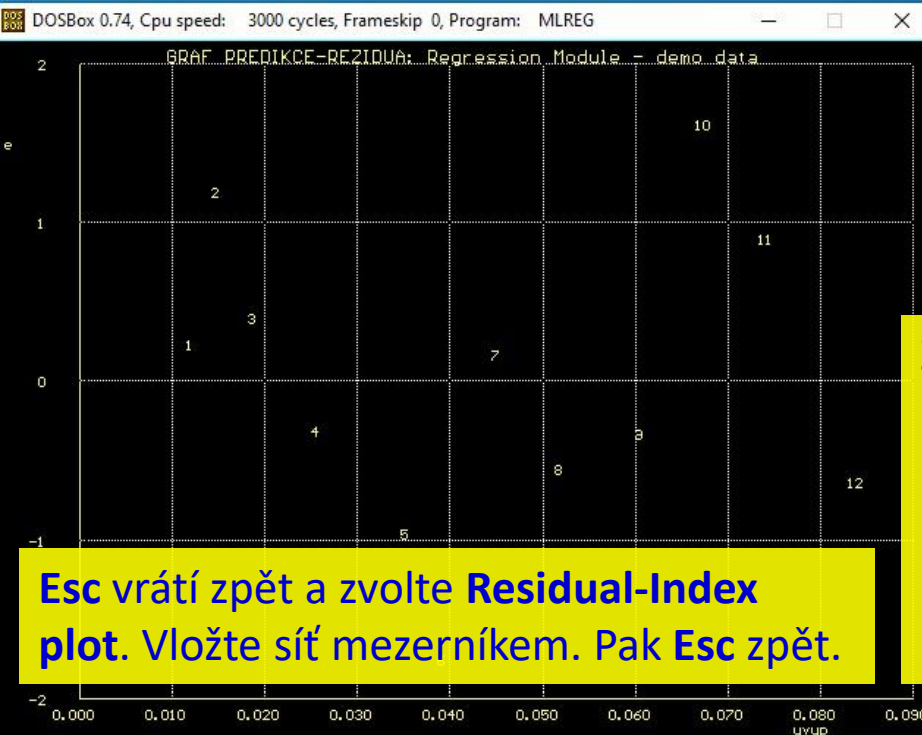 DOSBox 0.74, Cpu speed: 3000 cycles, Frameskip 0, Program: MLREG
GRAF PREDIKCE-REZIDUA: Regression Module - demo data
2
10
e
2
1
11
3
1
7
0
4
9
8
12
5
-1
Esc vrátí zpět a zvolte Residual-Index
plot. Vložte síť mezerníkem. Pak Esc zpět.
-2
0.000 0.010 0.020 0.030 0.040 0.050 0.060 0.070 0.080
yvyp